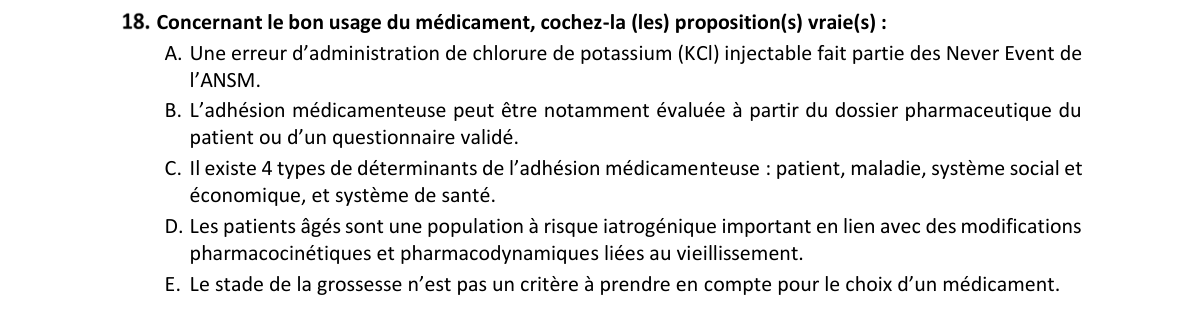 18. Concernant le bon usage du médicament, cochez-la (les) proposition(s) vraie(s) :
A. Une erreur d’administration de chlorure de potassium (KCl) injectable fait partie des Never Event de
l’ANSM.
B. L’adhésion médicamenteuse peut être notamment évaluée à partir du dossier pharmaceutique du
patient ou d’un questionnaire validé.
C. Il existe 4 types de déterminants de l’adhésion médicamenteuse : patient, maladie, système social et
économique, et système de santé.
D. Les patients âgés sont une population à risque iatrogénique important en lien avec des modifications
pharmacocinétiques et pharmacodynamiques liées au vieillissement.
E. Le stade de la grossesse n’est pas un critère à prendre en compte pour le choix d’un médicament.